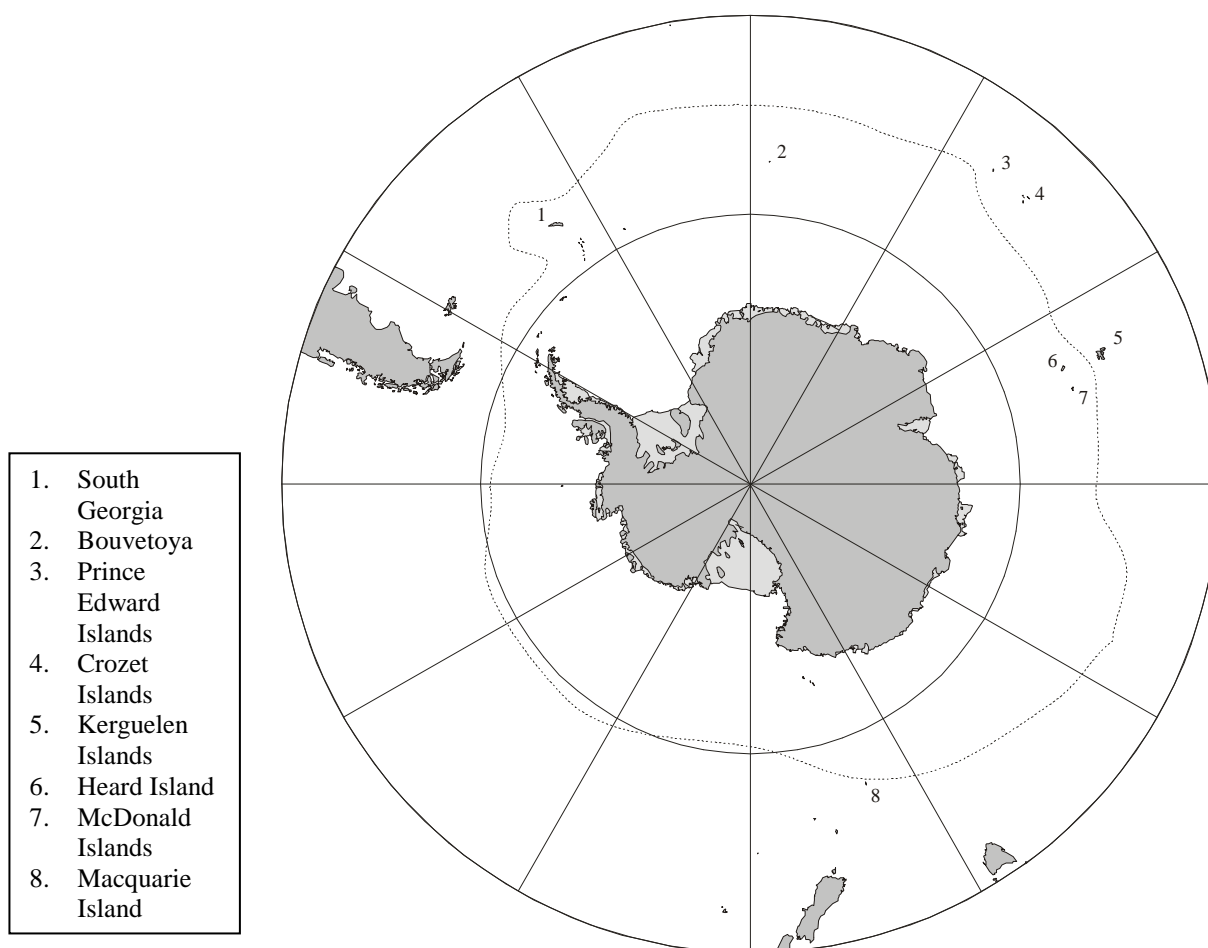 1. South
Georgia
2. Bouvetoya
3. Prince
Edward
Islands
4. Crozet
Islands
5. Kerguelen
Islands
6. Heard Island
7. McDonald
Islands
8. Macquarie
Island
2
3
4
1
5
6
7
8